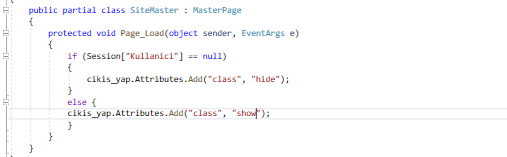 public partial class SiteMaster : MasterPage
{
protected void Page_Load(object sender, EventArgs e)
{
if (Session["Kullanici"] == null)
{
cikis_yap.Attributes.Add("class", "hide");
}
else {
cikis_yap.Attributes.Add("class", "show");
}
}
}